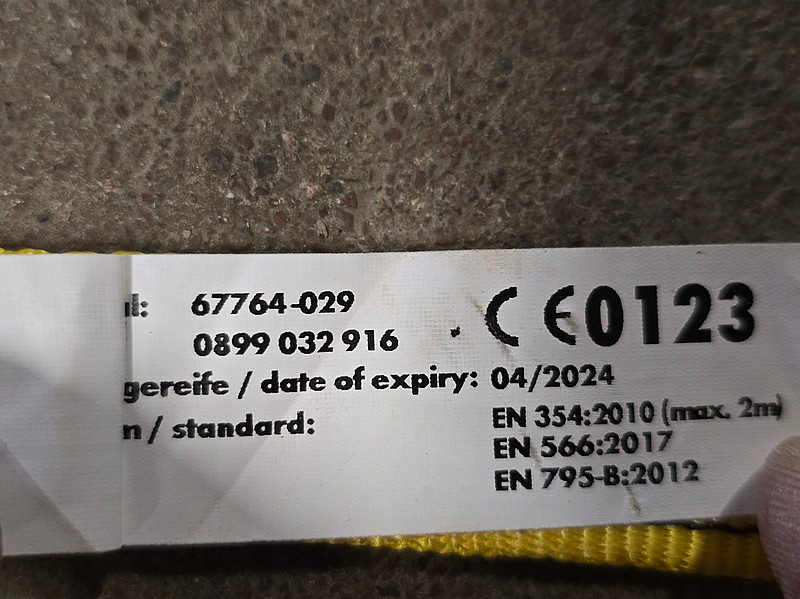 67764-029
0899 032 916 CE0123
gereife / date of expiry: 04/2024
n / standard: EN 354:2010 (max. 2m)
EN 566:2017
EN 795-B:2012